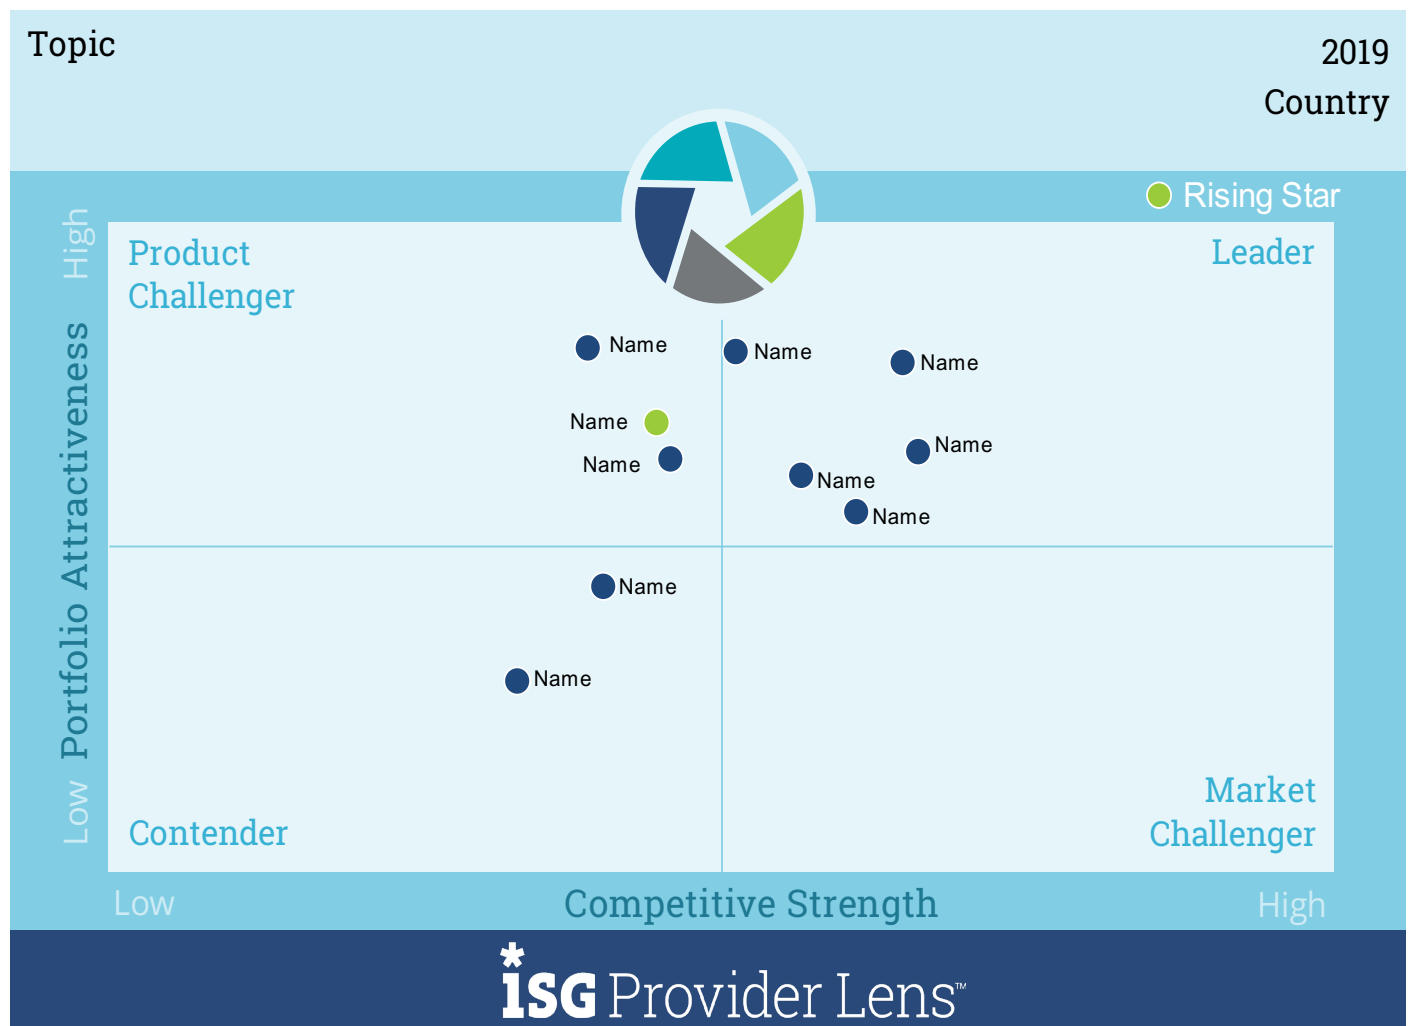 Topic
2019
Country
Rising Star
High
Product
Challenger
Leader
Name
Name
Name
Name
Name
Name
Name
Name
Portfolio Attractiveness
Name
Name
Low
Market
Challenger
Contender
Low
Competitive Strength
High
iSG Provider Lens™